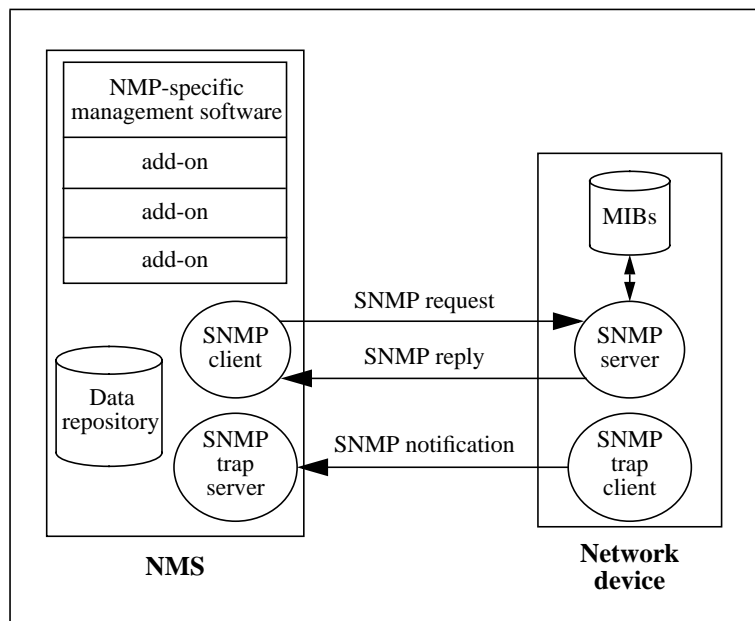 NMP-specific
management software
add-on
add-on
add-on
MIBs
SNMP request
SNMP
client
SNMP
server
SNMP reply
Data
repository
SNMP
trap
server
SNMP notification
SNMP
trap
client
NMS
Network
device